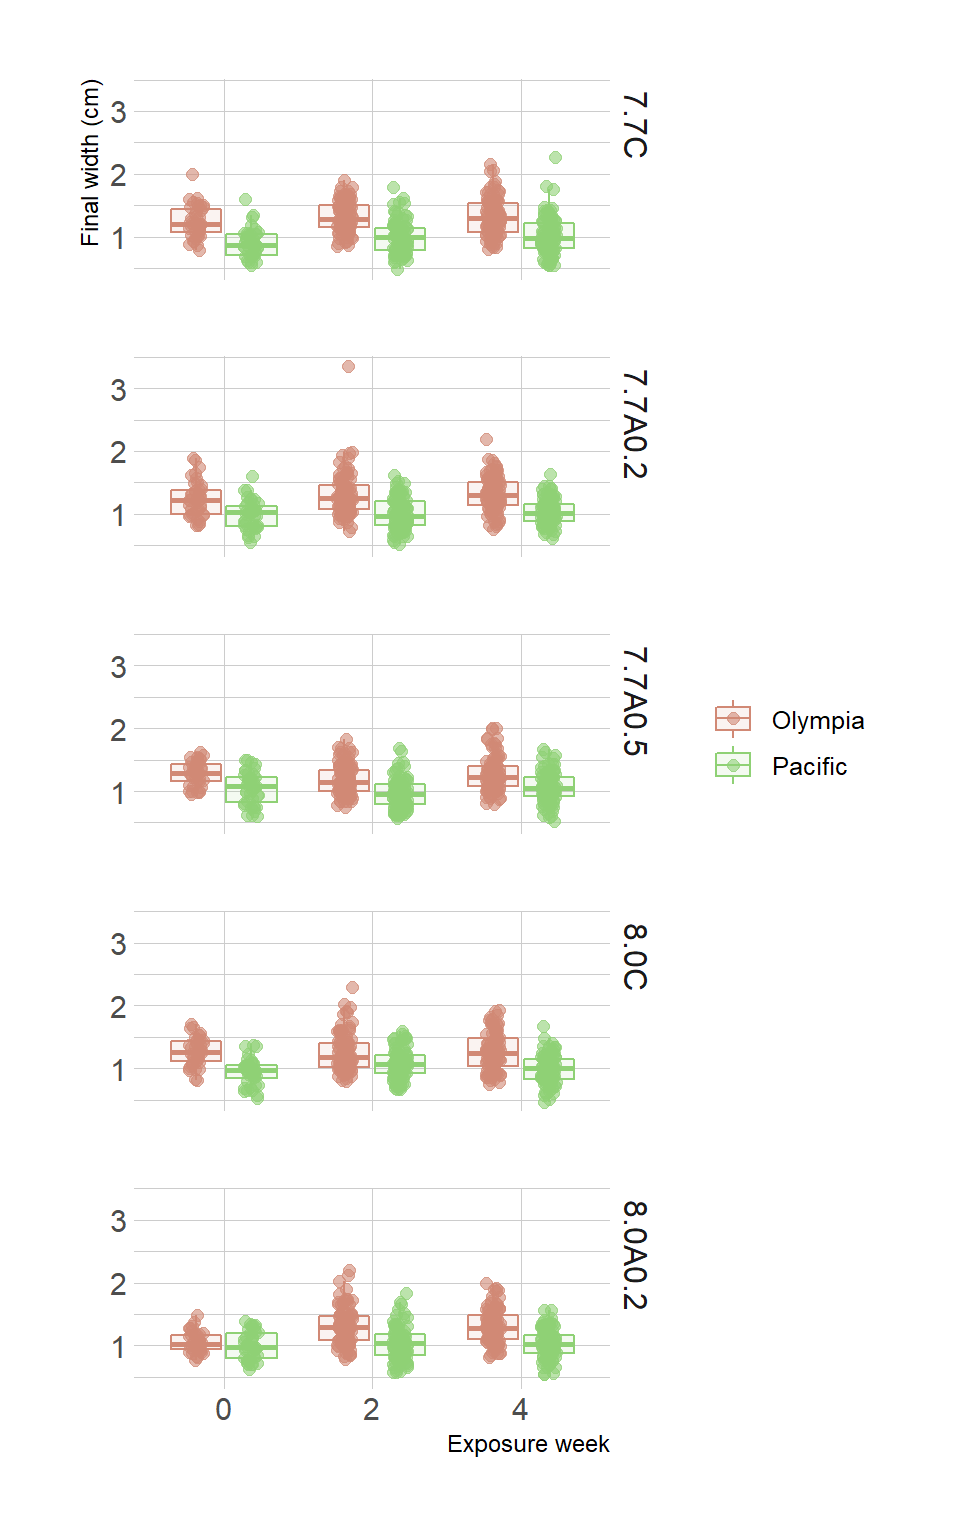 Final width (cm)
3
2
1
7.7C
3
2
1
7.7A0.2
3
2
1
7.7A0.5
Olympia
Pacific
3
2
1
8.0C
3
2
1
8.0A0.2
0 2 4
Exposure week